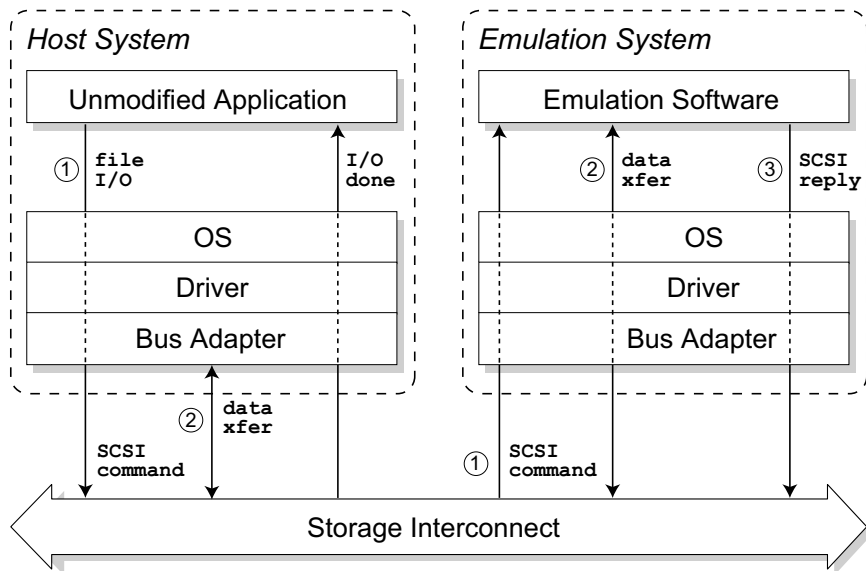 Host System
Unmodified Application
1 file
I/O
I/O
done
OS
Driver
Bus Adapter
2 data
xfer
SCSI
command
Emulation System
Emulation Software
2 data
xfer
3 SCSI
reply
OS
Driver
Bus Adapter
1 SCSI
command
Storage Interconnect